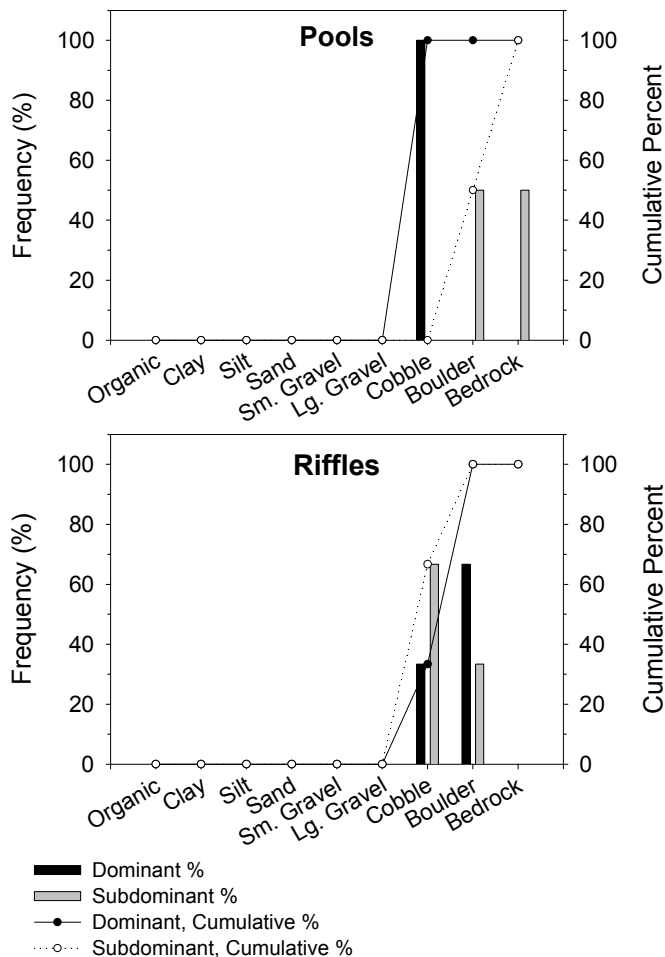 Pools
Frequency (%)
100
80
60
40
20
0
Cumulative Percent
100
80
60
40
20
0
Organic
Clay
Silt
Sand
Sm. Gravel
Lg. Gravel
Cobble
Boulder
Bedrock
Riffles
Frequency (%)
100
80
60
40
20
0
Cumulative Percent
100
80
60
40
20
0
Organic
Clay
Silt
Sand
Sm. Gravel
Lg. Gravel
Cobble
Boulder
Bedrock
Dominant %
Subdominant %
Dominant, Cumulative %
Subdominant, Cumulative %